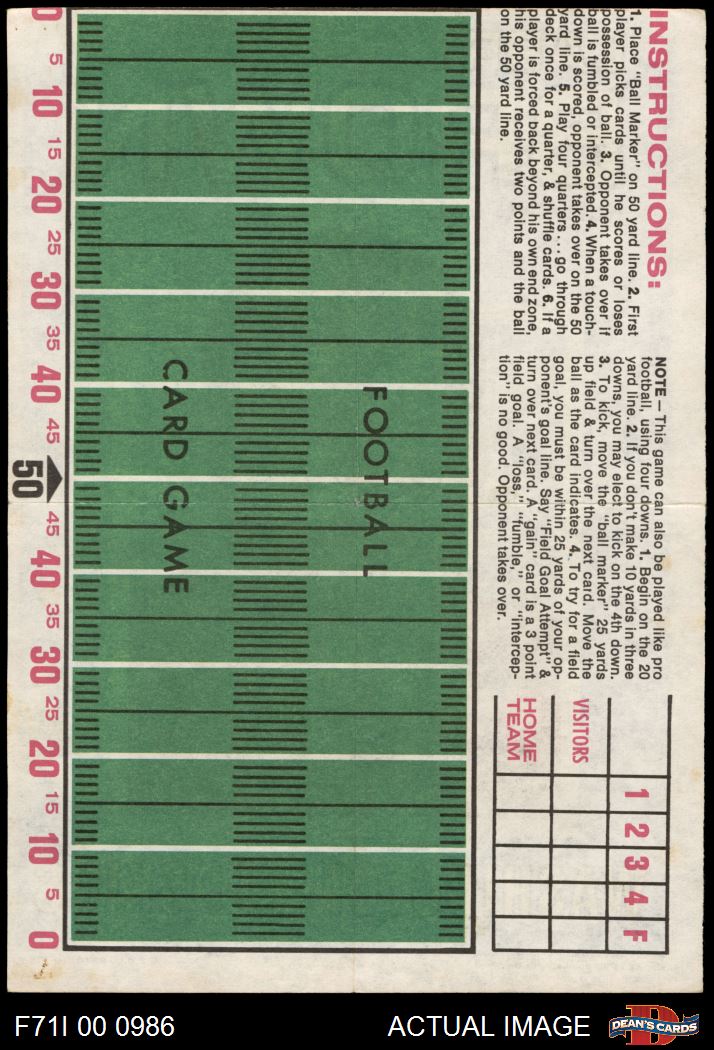 INSTRUCTIONS:
1. Place "Ball Marker" on 50 yard line. 2. First
player picks cards until he scores or loses
possession of ball. 3. Opponent takes over if
ball is fumbled or intercepted. 4. When a touch-
down is scored, opponent takes over on the 50
yard line. 5. Play four quarters...go through
deck once for a quarter, & shuffle cards. 6. If a
player is forced back beyond his own end zone,
his opponent receives two points and the ball
on the 50 yard line.
NOTE—This game can also be played like pro
football, using four downs. 1. Begin on the 20
yard line. 2. If you don't make 10 yards in three
downs, you may elect to kick on the 4th down.
3. To kick, move the "ball marker" 25 yards
up field & turn over the next card. Move the
ball as the card indicates. 4. To try for a field
goal, you must be within 25 yards of your op-
ponent's goal line. Say "Field Goal Attempt" &
turn over next card. A "gain" card is a 3 point
field goal. A "loss," "fumble," or "intercep-
tion" is no good. Opponent takes over.
1 2 3 4 F
VISITORS
HOME
TEAM
FOOTBALL
CARD GAME
0 5 10 15 20 25 30 35 40 45 50 45 40 35 30 25 20 15 10 5 0
F71I 00 0986
ACTUAL IMAGE
D
DEAN'S CARDS